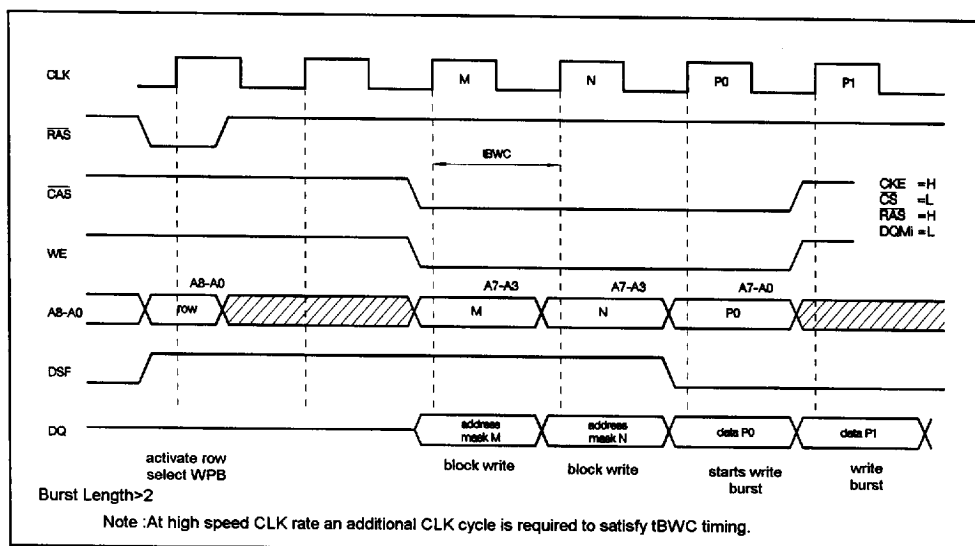 CLK M N P0 P1
RAS
tBWC
CAS
CKE =H
CS =L
RAS =H
DQMi =L
WE
A8-A0 A7-A3 A7-A3 A7-A0
A8-A0 row M N P0
DSF
DQ address mask M address mask N data P0 data P1
activate row select WPB
block write
block write
starts write burst
write burst
Burst Length>2
Note :At high speed CLK rate an additional CLK cycle is required to satisfy tBWC timing.